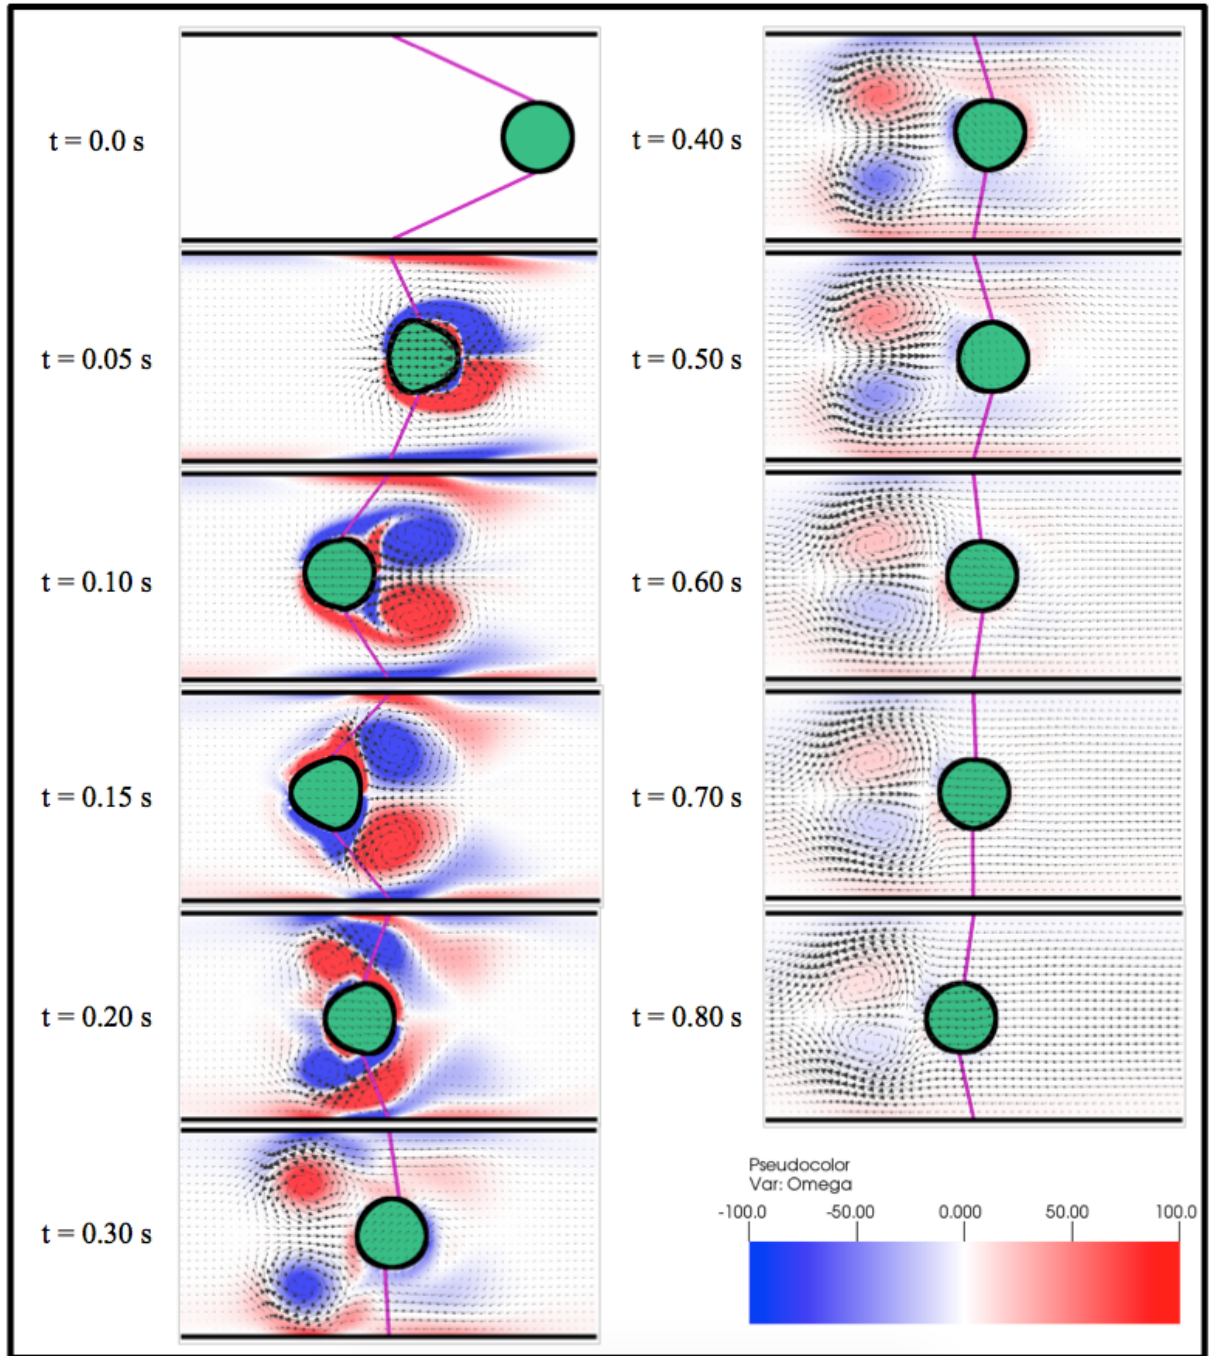 t = 0.0 s
t = 0.05 s
t = 0.10 s
t = 0.15 s
t = 0.20 s
t = 0.30 s
t = 0.40 s
t = 0.50 s
t = 0.60 s
t = 0.70 s
t = 0.80 s
Pseudocolor
Var: Omega
-100.0 -50.00 0.000 50.00 100.0